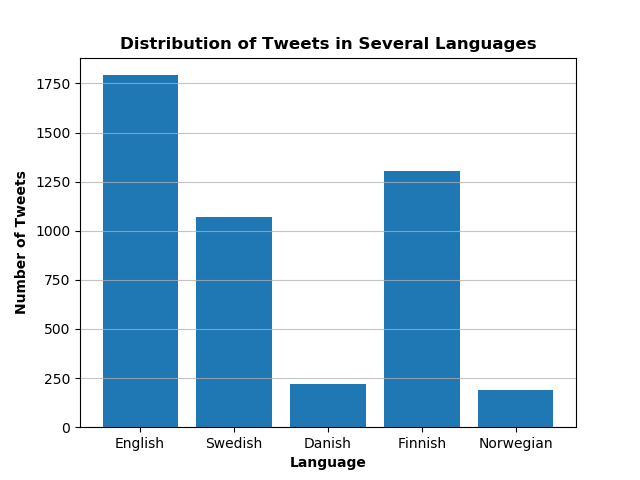 Distribution of Tweets in Several Languages
Number of Tweets
1750
1500
1250
1000
750
500
250
0
English Swedish Danish Finnish Norwegian
Language